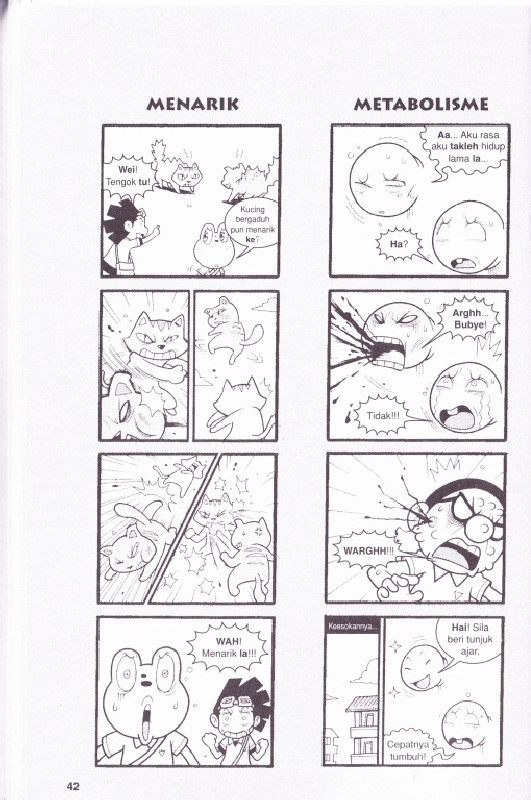 MENARIK
Wei!
Tengok tu!
Kucing
bergaduh
pun menarik
ke?
WAH!
Menarik la!!!
METABOLISME
Aa... Aku rasa
aku takleh hidup
lama la...
Ha?
Arghh...
Bubye!
Tidak!!!
WARGHH!!!
Keesokannya...
Hai! Sila
beri tunjuk
ajar.
Cepatnya
tumbuh!
42